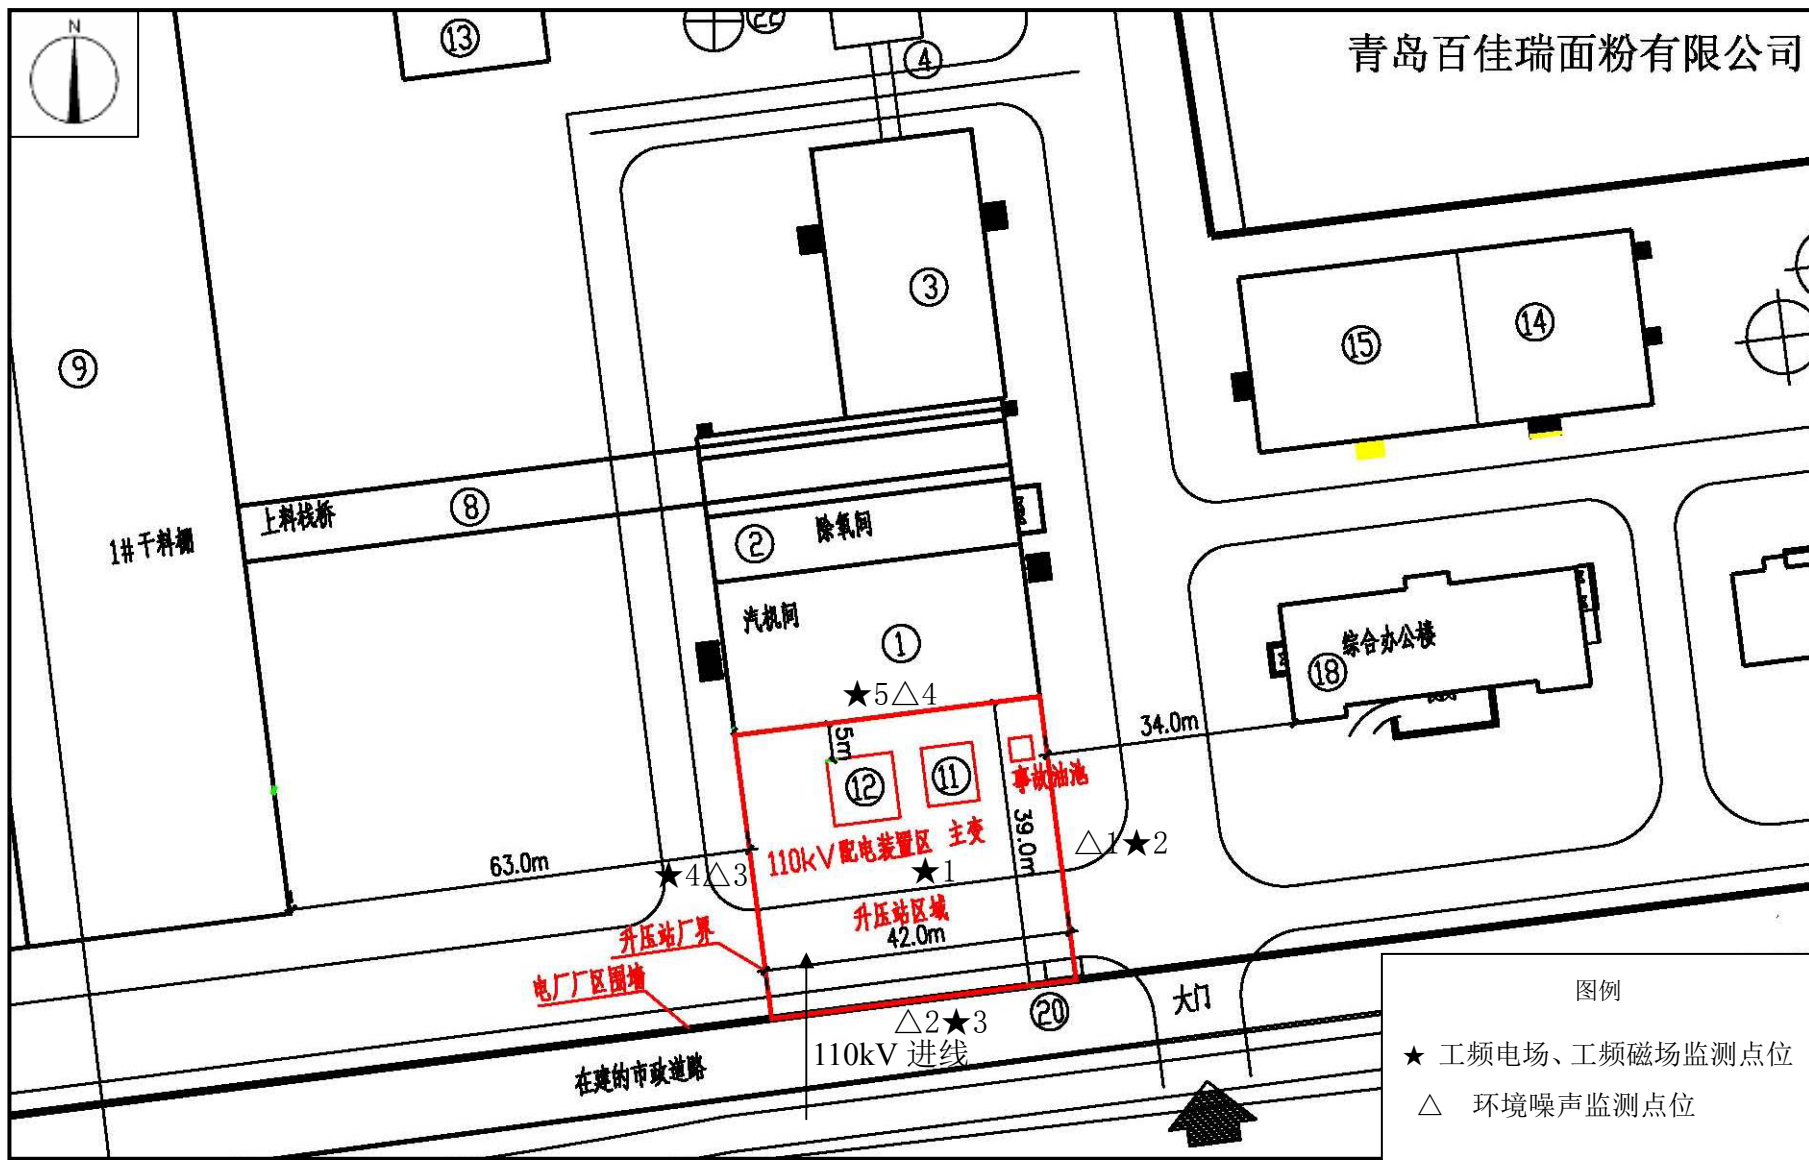 N
⑬
㉒
④
青岛百佳瑞面粉有限公司
③
⑨
⑮
⑭
上料栈桥
⑧
1#干料棚
②
除氧间
汽机间
①
综合办公楼
⑱
★5△4
34.0m
5m
⑫
⑪
事故油池
39.0m
110kV配电装置区
主变
△1★2
63.0m
★4△3
★1
升压站区域
42.0m
升压站厂界
电厂厂区围墙
△2★3
⑳
大门
110kV 进线
在建的市政道路
图例
★ 工频电场、工频磁场监测点位
△ 环境噪声监测点位